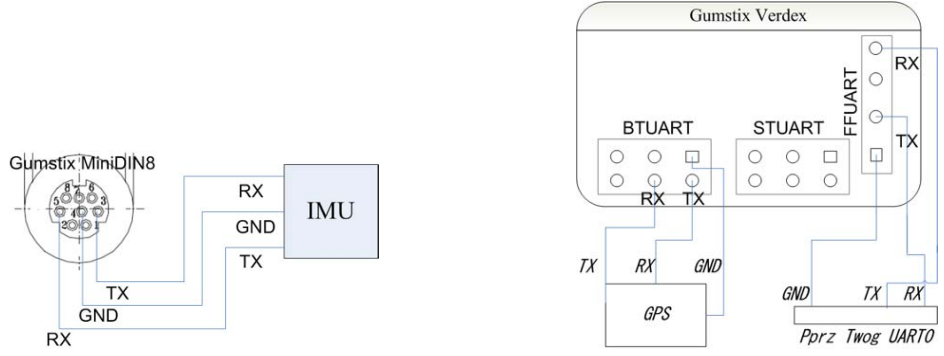 Gumstix MiniDIN8
8 7 6
5 4 3
2 1
RX
GND
TX
IMU
TX
GND
RX
Gumstix Verdex
RX
FFUART
TX
BTUART
STUART
RX TX
TX RX GND
GPS
GND TX RX
Pprz Twog UART0